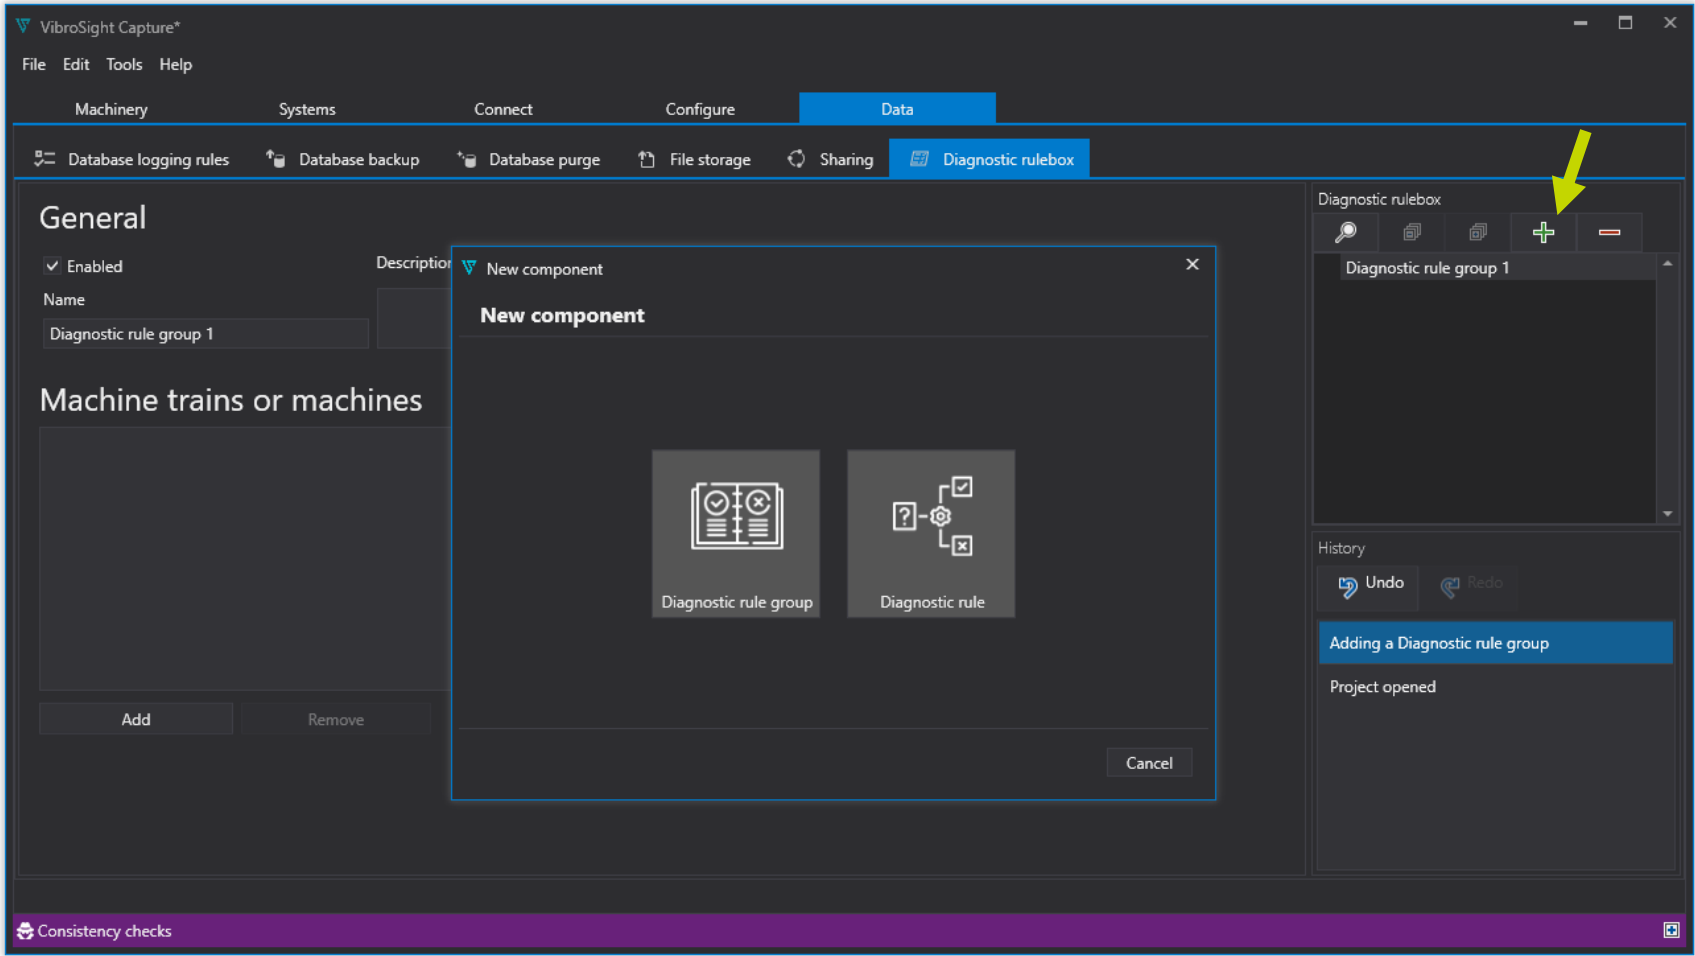 VibroSight Capture*
File Edit Tools Help
Machinery Systems Connect Configure Data
Database logging rules Database backup Database purge File storage Sharing Diagnostic rulebox
General
Enabled
Description
Name
Diagnostic rule group 1
Machine trains or machines
Add Remove
New component
New component
Diagnostic rule group Diagnostic rule
Cancel
Diagnostic rulebox
Diagnostic rule group 1
History
Undo Redo
Adding a Diagnostic rule group
Project opened
Consistency checks